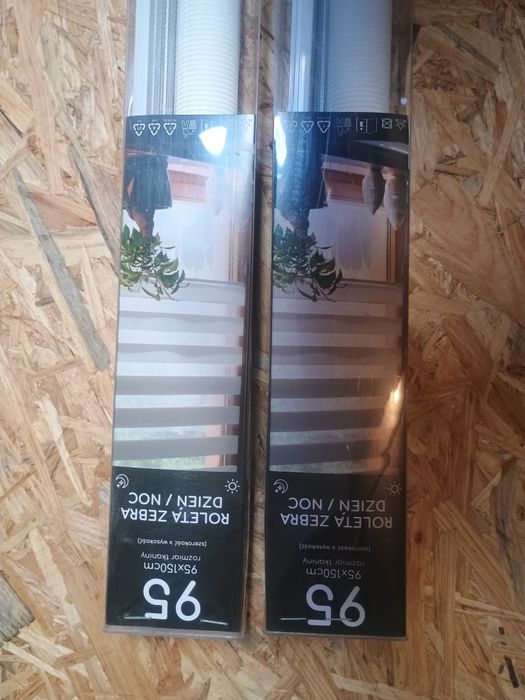 95
95x150cm
rozmiar tkaniny
(szerokość x wysokość)
ROLETA ZEBRA
DZIEŃ / NOC
95
95x150cm
rozmiar tkaniny
(szerokość x wysokość)
ROLETA ZEBRA
DZIEŃ / NOC